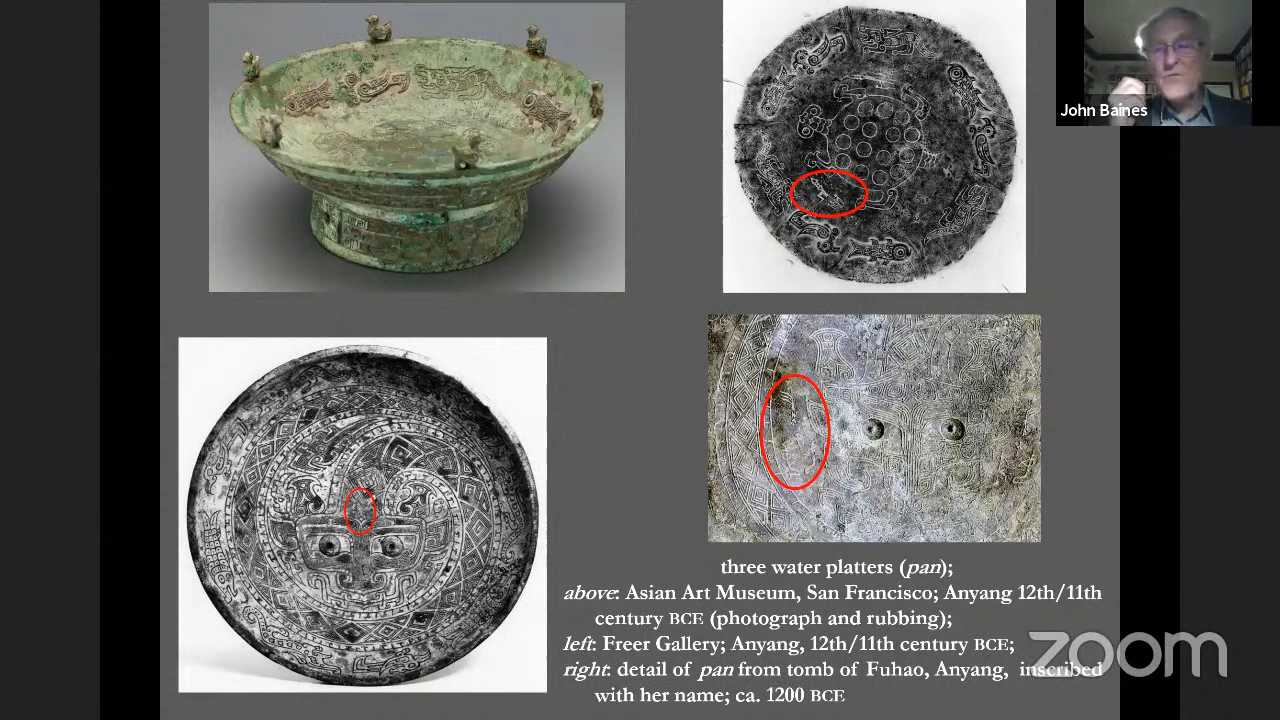 John Baines
three water platters (pan);
above: Asian Art Museum, San Francisco; Anyang 12th/11th
century BCE (photograph and rubbing);
left: Freer Gallery; Anyang, 12th/11th century BCE;
right: detail of pan from tomb of Fuhao, Anyang, inscribed
with her name; ca. 1200 BCE
zoom